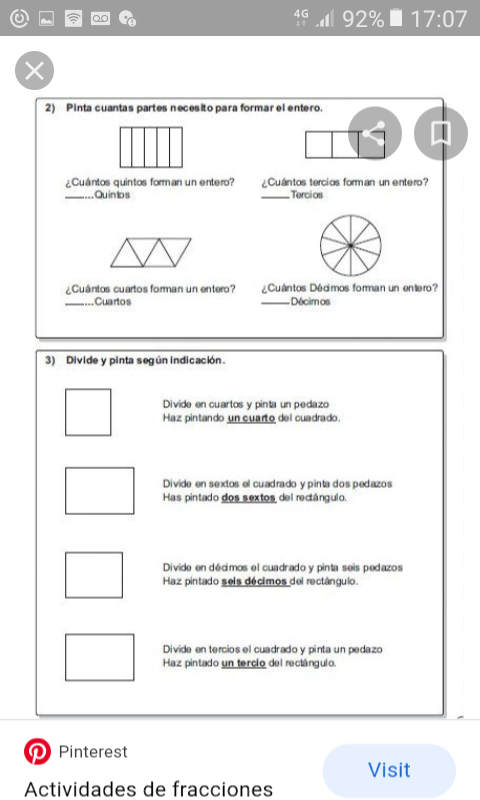 4G 92% 17:07
2) Pinta cuantas partes necesito para formar el entero.
¿Cuántos quintos forman un entero? ¿Cuántos tercios forman un entero?
______....Quintos ______Tercios
¿Cuántos cuartos forman un entero? ¿Cuántos Décimos forman un entero?
______....Cuartos ______Décimos
3) Divide y pinta según indicación.
Divide en cuartos y pinta un pedazo
Haz pintando un cuarto del cuadrado.
Divide en sextos el cuadrado y pinta dos pedazos
Has pintado dos sextos del rectángulo.
Divide en décimos el cuadrado y pinta seis pedazos
Haz pintado seis décimos del rectángulo.
Divide en tercios el cuadrado y pinta un pedazo
Haz pintado un tercio del rectángulo.
Pinterest
Visit
Actividades de fracciones